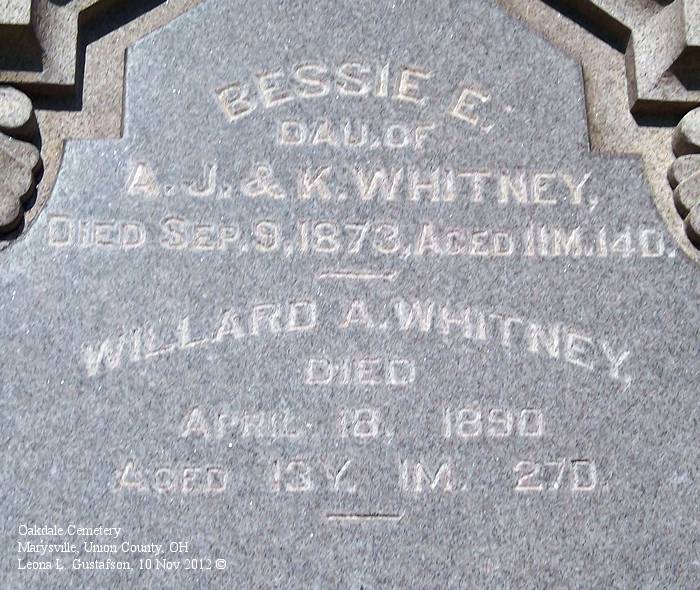 BESSIE E.
DAU. OF
A. J. & K. WHITNEY,
DIED SEP. 9, 1873, AGED 11M. 14D.
WILLARD A. WHITNEY,
DIED
APRIL 18, 1890
AGED 13Y. 1M. 27D.
Oakdale Cemetery
Marysville, Union County, OH
Leona L. Gustafson, 10 Nov 2012 ©